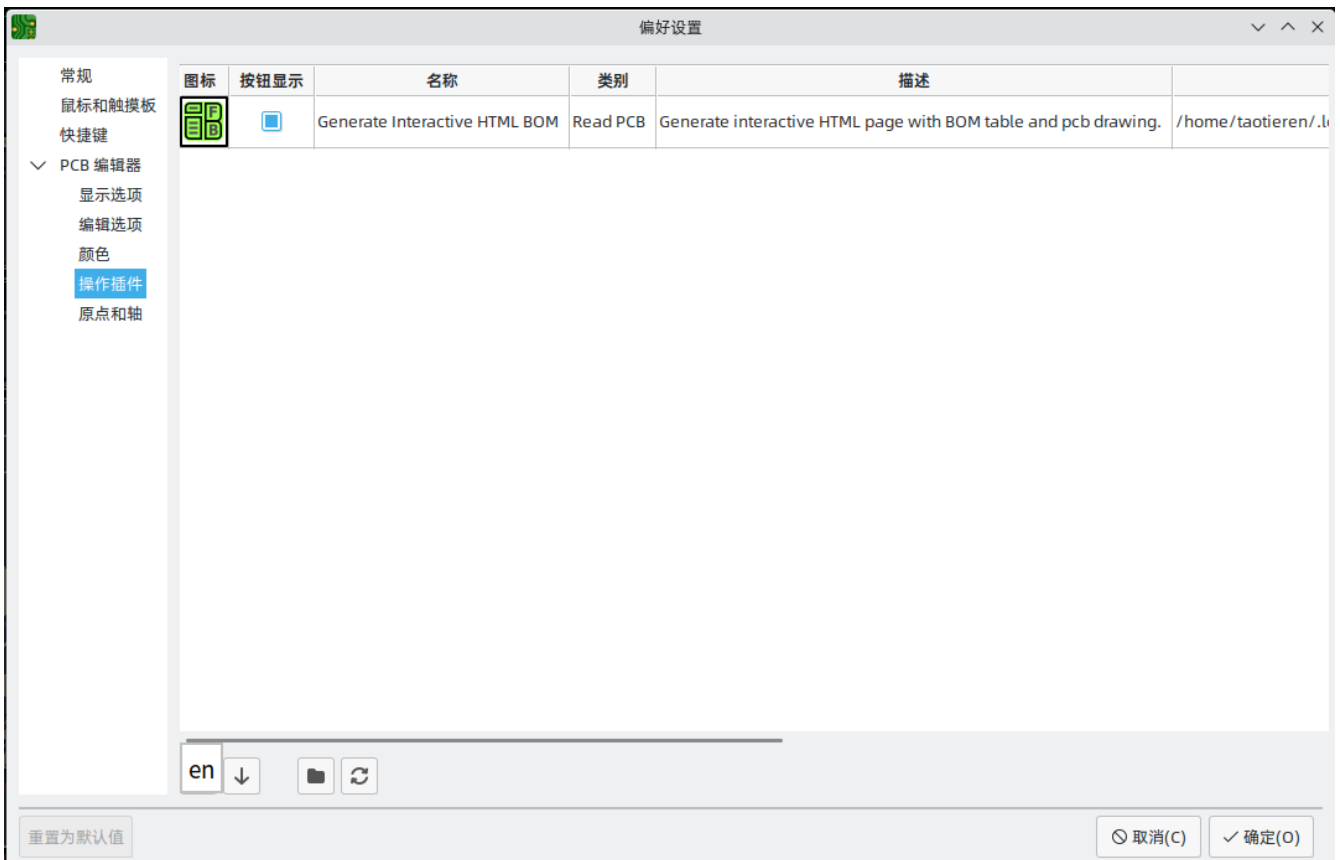 偏好设置
常规
鼠标和触摸板
快捷键
PCB 编辑器
显示选项
编辑选项
颜色
操作插件
原点和轴
图标 按钮显示 名称 类别 描述
F
B
Generate Interactive HTML BOM Read PCB Generate interactive HTML page with BOM table and pcb drawing. /home/taotieren/.l
en
重置为默认值 取消(C) 确定(O)